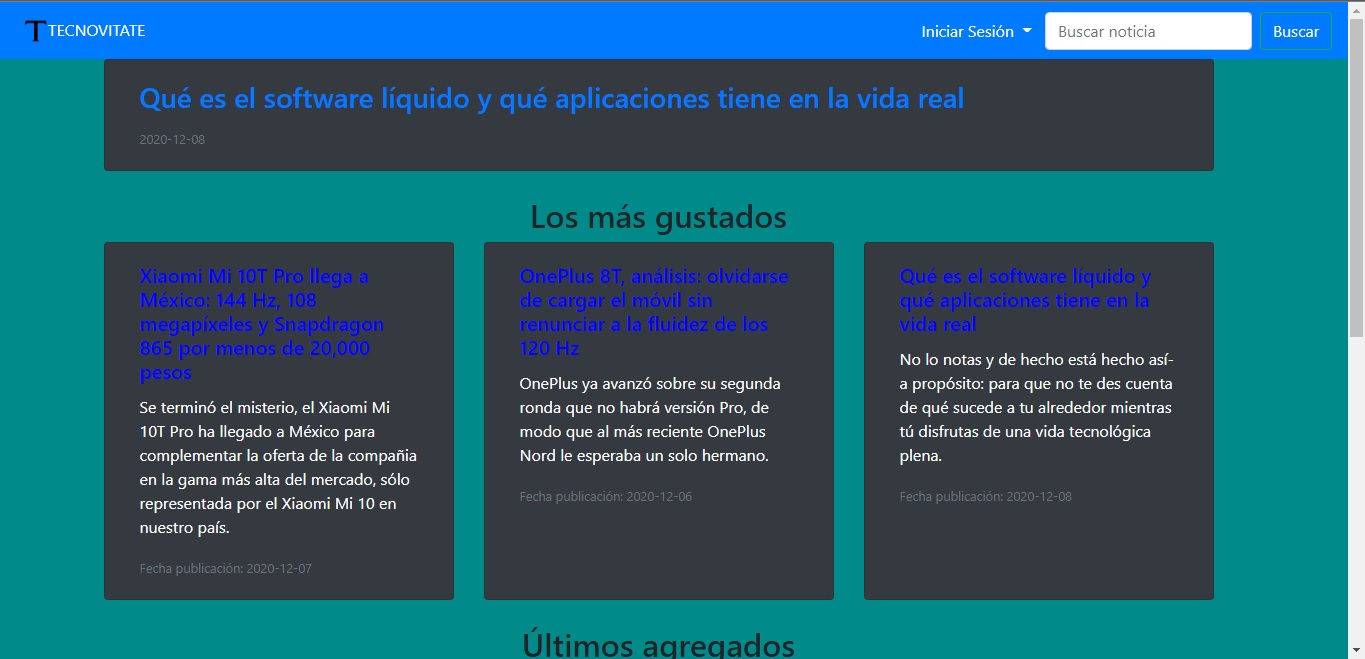 T TECNOVITATE
Iniciar Sesión
Buscar noticia
Buscar
Qué es el software líquido y qué aplicaciones tiene en la vida real
2020-12-08
Los más gustados
Xiaomi Mi 10T Pro llega a
México: 144 Hz, 108
megapíxeles y Snapdragon
865 por menos de 20,000
pesos
Se terminó el misterio, el Xiaomi Mi
10T Pro ha llegado a México para
complementar la oferta de la compañia
en la gama más alta del mercado, sólo
representada por el Xiaomi Mi 10 en
nuestro país.
Fecha publicación: 2020-12-07
OnePlus 8T, análisis: olvidarse
de cargar el móvil sin
renunciar a la fluidez de los
120 Hz
OnePlus ya avanzó sobre su segunda
ronda que no habrá versión Pro, de
modo que al más reciente OnePlus
Nord le esperaba un solo hermano.
Fecha publicación: 2020-12-06
Qué es el software líquido y
qué aplicaciones tiene en la
vida real
No lo notas y de hecho está hecho así-
a propósito: para que no te des cuenta
de qué sucede a tu alrededor mientras
tú disfrutas de una vida tecnológica
plena.
Fecha publicación: 2020-12-08
Últimos agregados